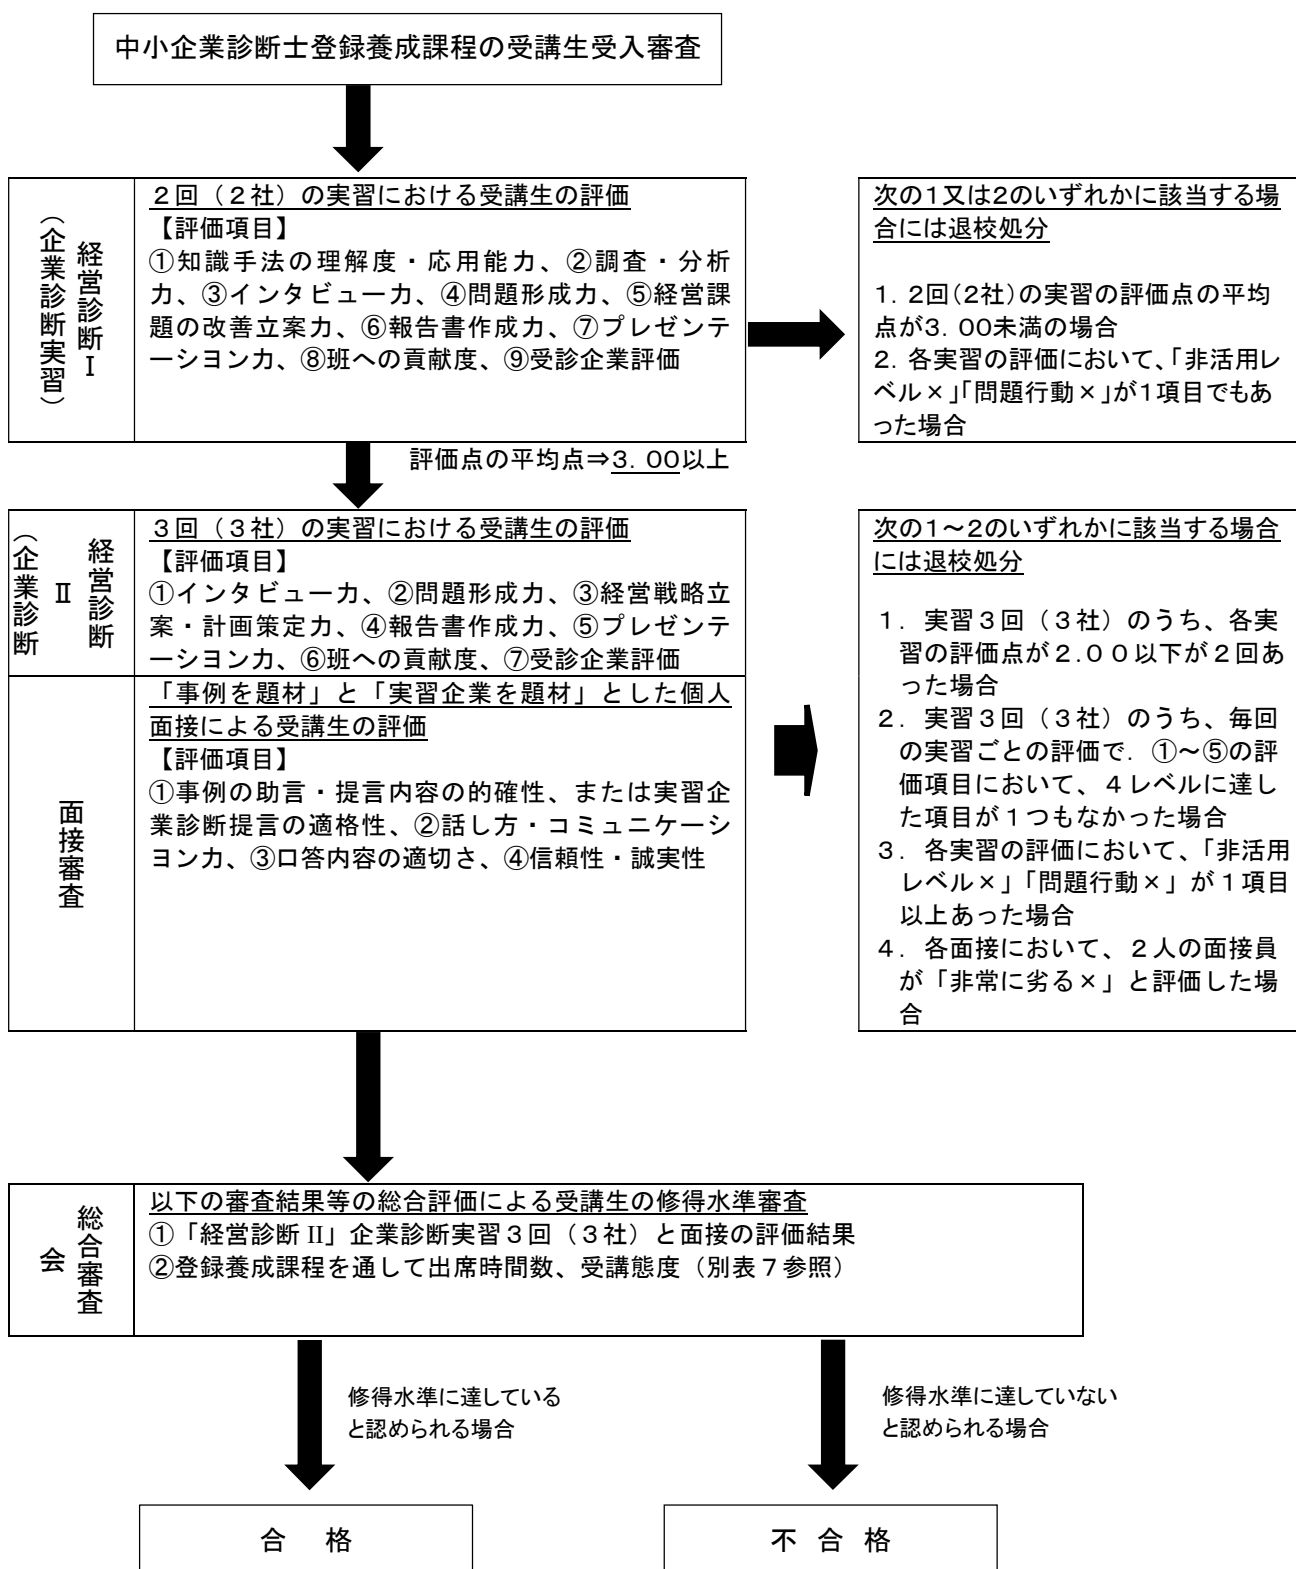 中小企業診断士登録養成課程の受講生受入審査
経営診断Ⅰ
（企業診断実習）
２回（２社）の実習における受講生の評価
【評価項目】
①知識手法の理解度・応用能力、②調査・分析
力、③インタビュー力、④問題形成力、⑤経営課
題の改善立案力、⑥報告書作成力、⑦プレゼンテ
ーション力、⑧班への貢献度、⑨受診企業評価
次の1又は2のいずれかに該当する場
合には退校処分
1. 2回(2社)の実習の評価点の平均
点が3. 00未満の場合
2. 各実習の評価において、「非活用レ
ベル×」「問題行動×」が1項目でもあ
った場合
評価点の平均点⇒3. 00以上
経営診断
Ⅱ
（企業診断
３回（３社）の実習における受講生の評価
【評価項目】
①インタビュー力、②問題形成力、③経営戦略立
案・計画策定力、④報告書作成力、⑤プレゼンテ
ーション力、⑥班への貢献度、⑦受診企業評価
面接審査
「事例を題材」と「実習企業を題材」とした個人
面接による受講生の評価
【評価項目】
①事例の助言・提言内容の的確性、または実習企
業診断提言の適格性、②話し方・コミュニケーシ
ョン力、③口答内容の適切さ、④信頼性・誠実性
次の1～2のいずれかに該当する場合
には退校処分
１．実習３回（３社）のうち、各実
習の評価点が２.００以下が２回あ
った場合
２．実習３回（３社）のうち、毎回
の実習ごとの評価で．①～⑤の評
価項目において、４レベルに達し
た項目が１つもなかった場合
３．各実習の評価において、「非活用
レベル×」「問題行動×」が１項目
以上あった場合
４．各面接において、２人の面接員
が「非常に劣る×」と評価した場
合
総合審査
会
以下の審査結果等の総合評価による受講生の修得水準審査
①「経営診断 II」企業診断実習３回（３社）と面接の評価結果
②登録養成課程を通して出席時間数、受講態度（別表７参照）
修得水準に達している
と認められる場合
修得水準に達していない
と認められる場合
合　格
不 合 格